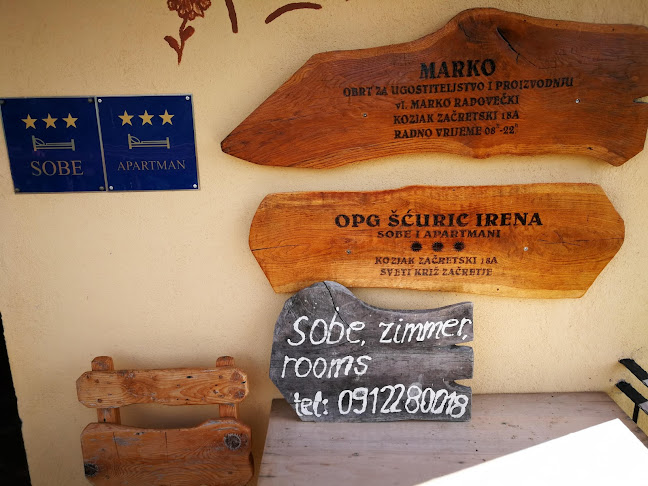 SOBE
APARTMAN
MARKO
OBRT ZA UGOSTITELJSTVO I PROIZVODNJU
vl. MARKO RADOVEČKI
KOZJAK ZAČRETSKI 18A
RADNO VRIJEME 08°-22°
OPG ŠĆURIC IRENA
SOBE I APARTMANI
KOZJAK ZAČRETSKI 18A
SVETI KRIŽ ZAČRETJE
Sobe, zimmer,
rooms
tel: 0912280018